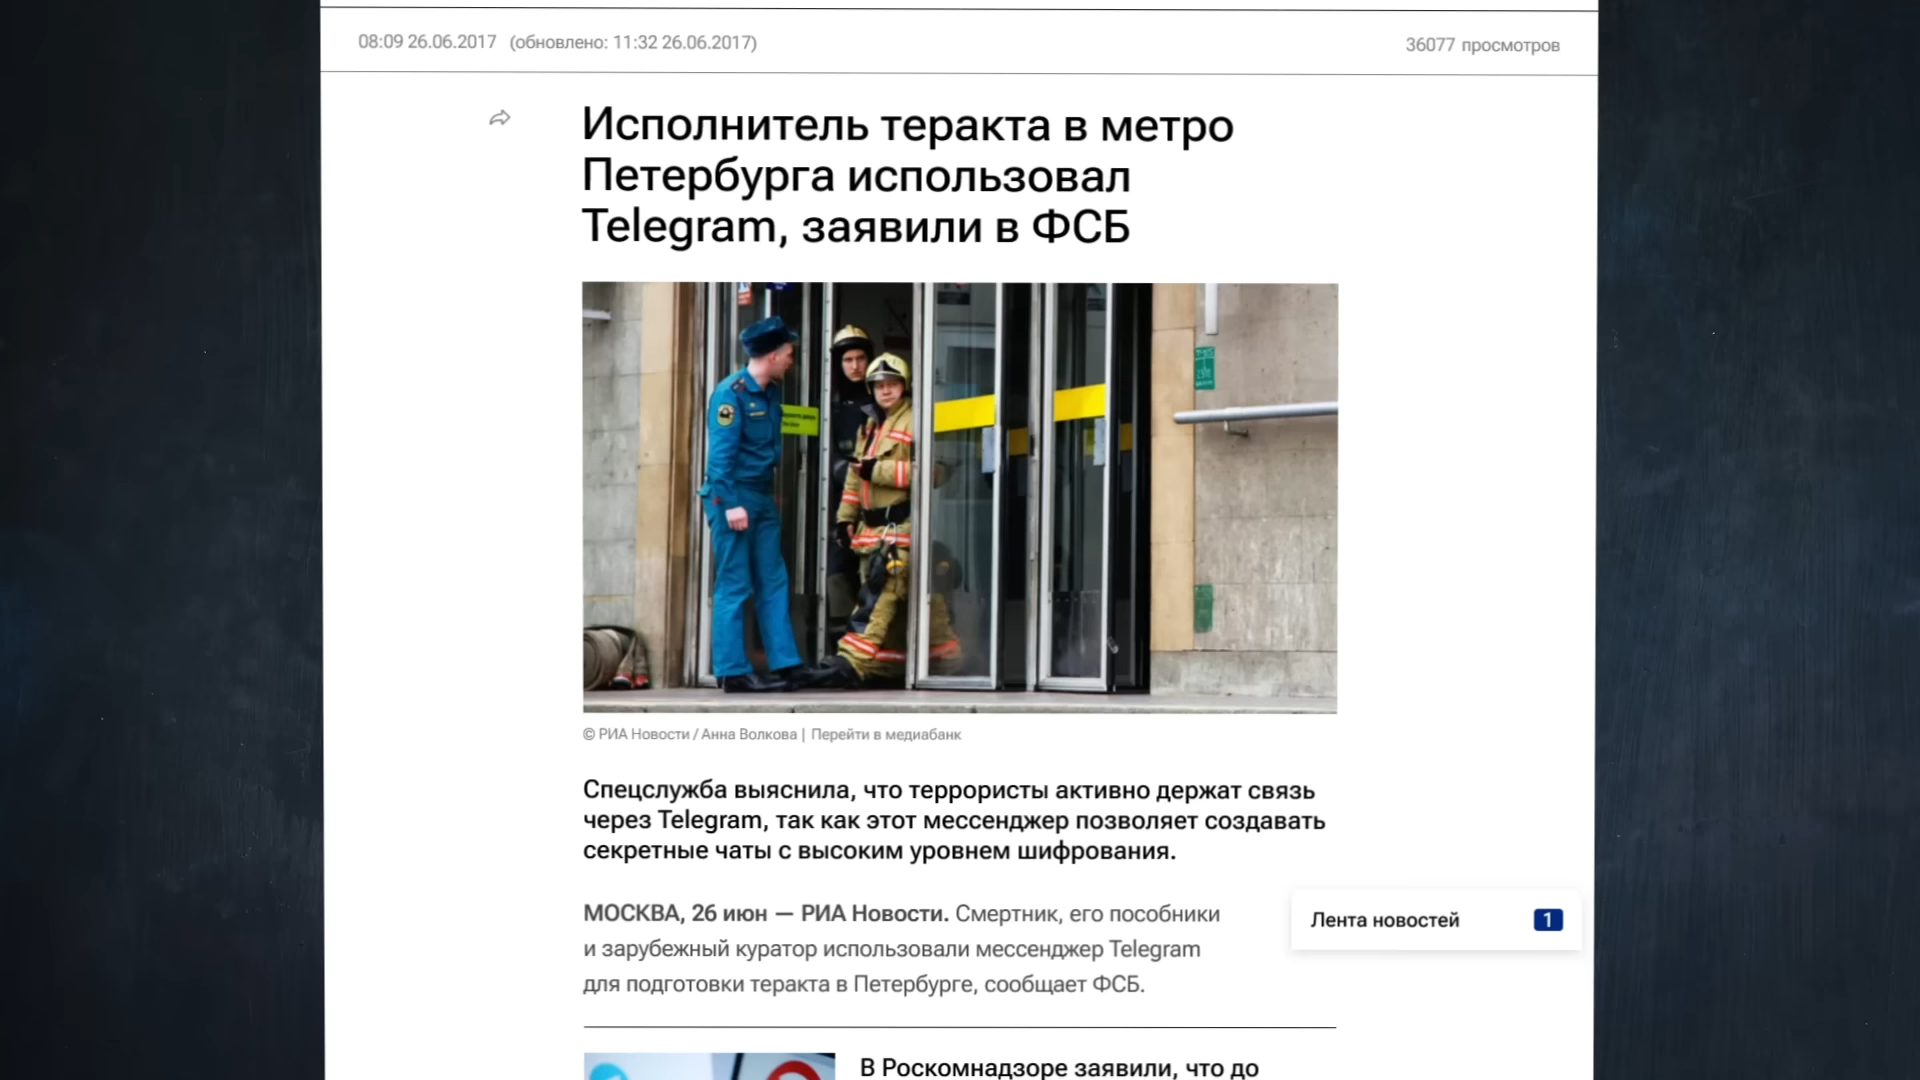 08:09 26.06.2017 (обновлено: 11:32 26.06.2017)
36077 просмотров
Исполнитель теракта в метро
Петербурга использовал
Telegram, заявили в ФСБ
© РИА Новости / Анна Волкова | Перейти в медиабанк
Спецслужба выяснила, что террористы активно держат связь
через Telegram, так как этот мессенджер позволяет создавать
секретные чаты с высоким уровнем шифрования.
МОСКВА, 26 июн — РИА Новости. Смертник, его пособники
и зарубежный куратор использовали мессенджер Telegram
для подготовки теракта в Петербурге, сообщает ФСБ.
Лента новостей 1
В Роскомнадзоре заявили, что до